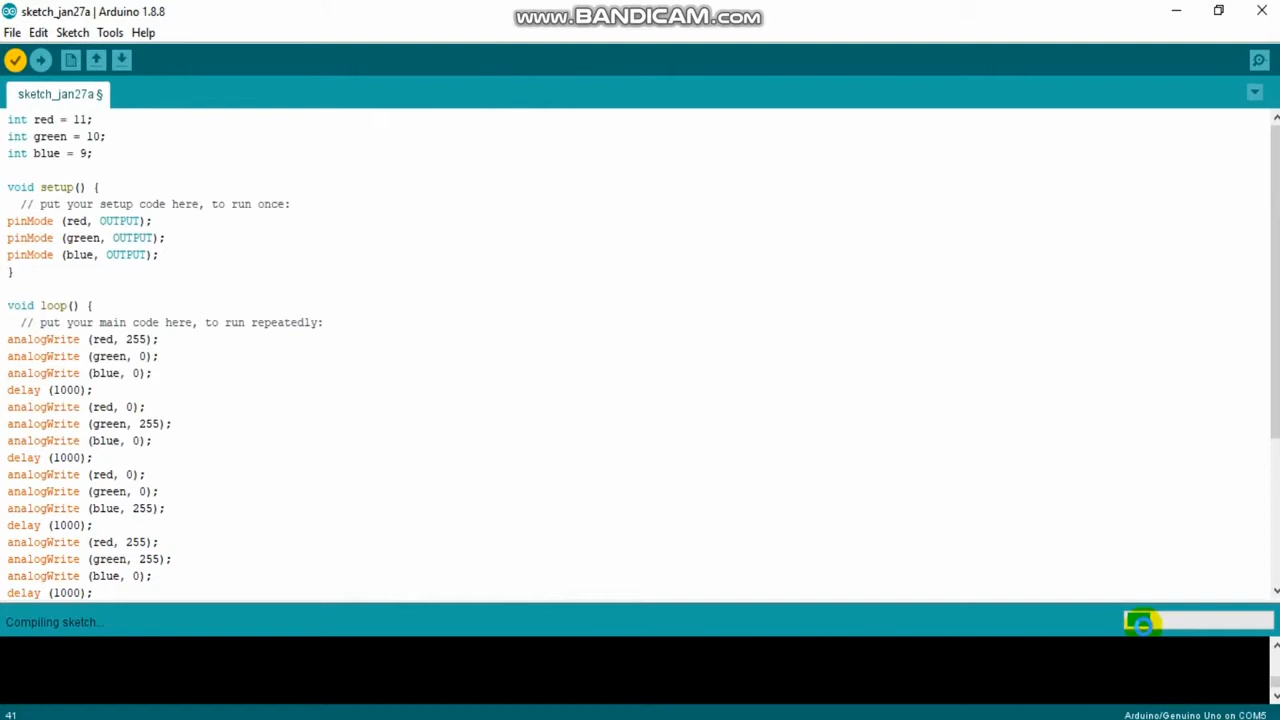 sketch_jan27a | Arduino 1.8.8
www.BANDICAM.com
File Edit Sketch Tools Help
sketch_jan27a §
int red = 11;
int green = 10;
int blue = 9;
void setup() {
// put your setup code here, to run once:
pinMode (red, OUTPUT);
pinMode (green, OUTPUT);
pinMode (blue, OUTPUT);
}
void loop() {
// put your main code here, to run repeatedly:
analogWrite (red, 255);
analogWrite (green, 0);
analogWrite (blue, 0);
delay (1000);
analogWrite (red, 0);
analogWrite (green, 255);
analogWrite (blue, 0);
delay (1000);
analogWrite (red, 0);
analogWrite (green, 0);
analogWrite (blue, 255);
delay (1000);
analogWrite (red, 255);
analogWrite (green, 255);
analogWrite (blue, 0);
delay (1000);
Compiling sketch...
41
Arduino/Genuino Uno on COM5